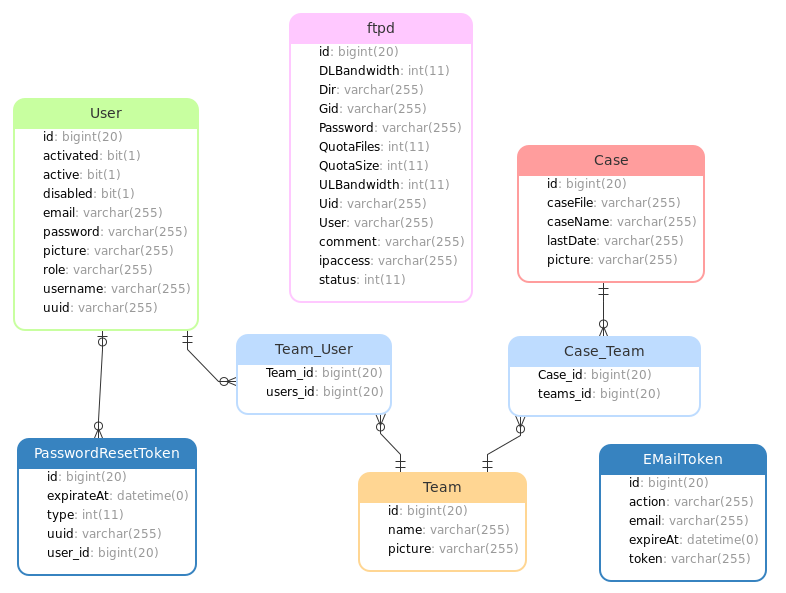 ftpd
id: bigint(20)
DLBandwidth: int(11)
Dir: varchar(255)
Gid: varchar(255)
Password: varchar(255)
QuotaFiles: int(11)
QuotaSize: int(11)
ULBandwidth: int(11)
Uid: varchar(255)
User: varchar(255)
comment: varchar(255)
ipaccess: varchar(255)
status: int(11)
User
id: bigint(20)
activated: bit(1)
active: bit(1)
disabled: bit(1)
email: varchar(255)
password: varchar(255)
picture: varchar(255)
role: varchar(255)
username: varchar(255)
uuid: varchar(255)
Case
id: bigint(20)
caseFile: varchar(255)
caseName: varchar(255)
lastDate: varchar(255)
picture: varchar(255)
Team_User
Team_id: bigint(20)
users_id: bigint(20)
Case_Team
Case_id: bigint(20)
teams_id: bigint(20)
PasswordResetToken
id: bigint(20)
expirateAt: datetime(0)
type: int(11)
uuid: varchar(255)
user_id: bigint(20)
Team
id: bigint(20)
name: varchar(255)
picture: varchar(255)
EMailToken
id: bigint(20)
action: varchar(255)
email: varchar(255)
expireAt: datetime(0)
token: varchar(255)